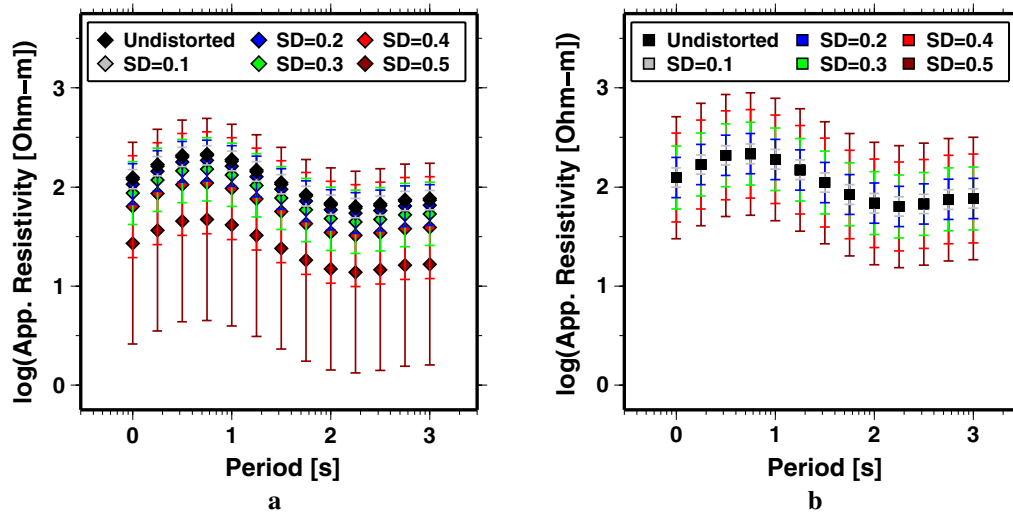 Undistorted SD=0.2 SD=0.4
SD=0.1 SD=0.3 SD=0.5
log(App. Resistivity [Ohm−m])
3
2
1
0
0 1 2 3
Period [s]
a
Undistorted SD=0.2 SD=0.4
SD=0.1 SD=0.3 SD=0.5
log(App. Resistivity [Ohm−m])
3
2
1
0
0 1 2 3
Period [s]
b